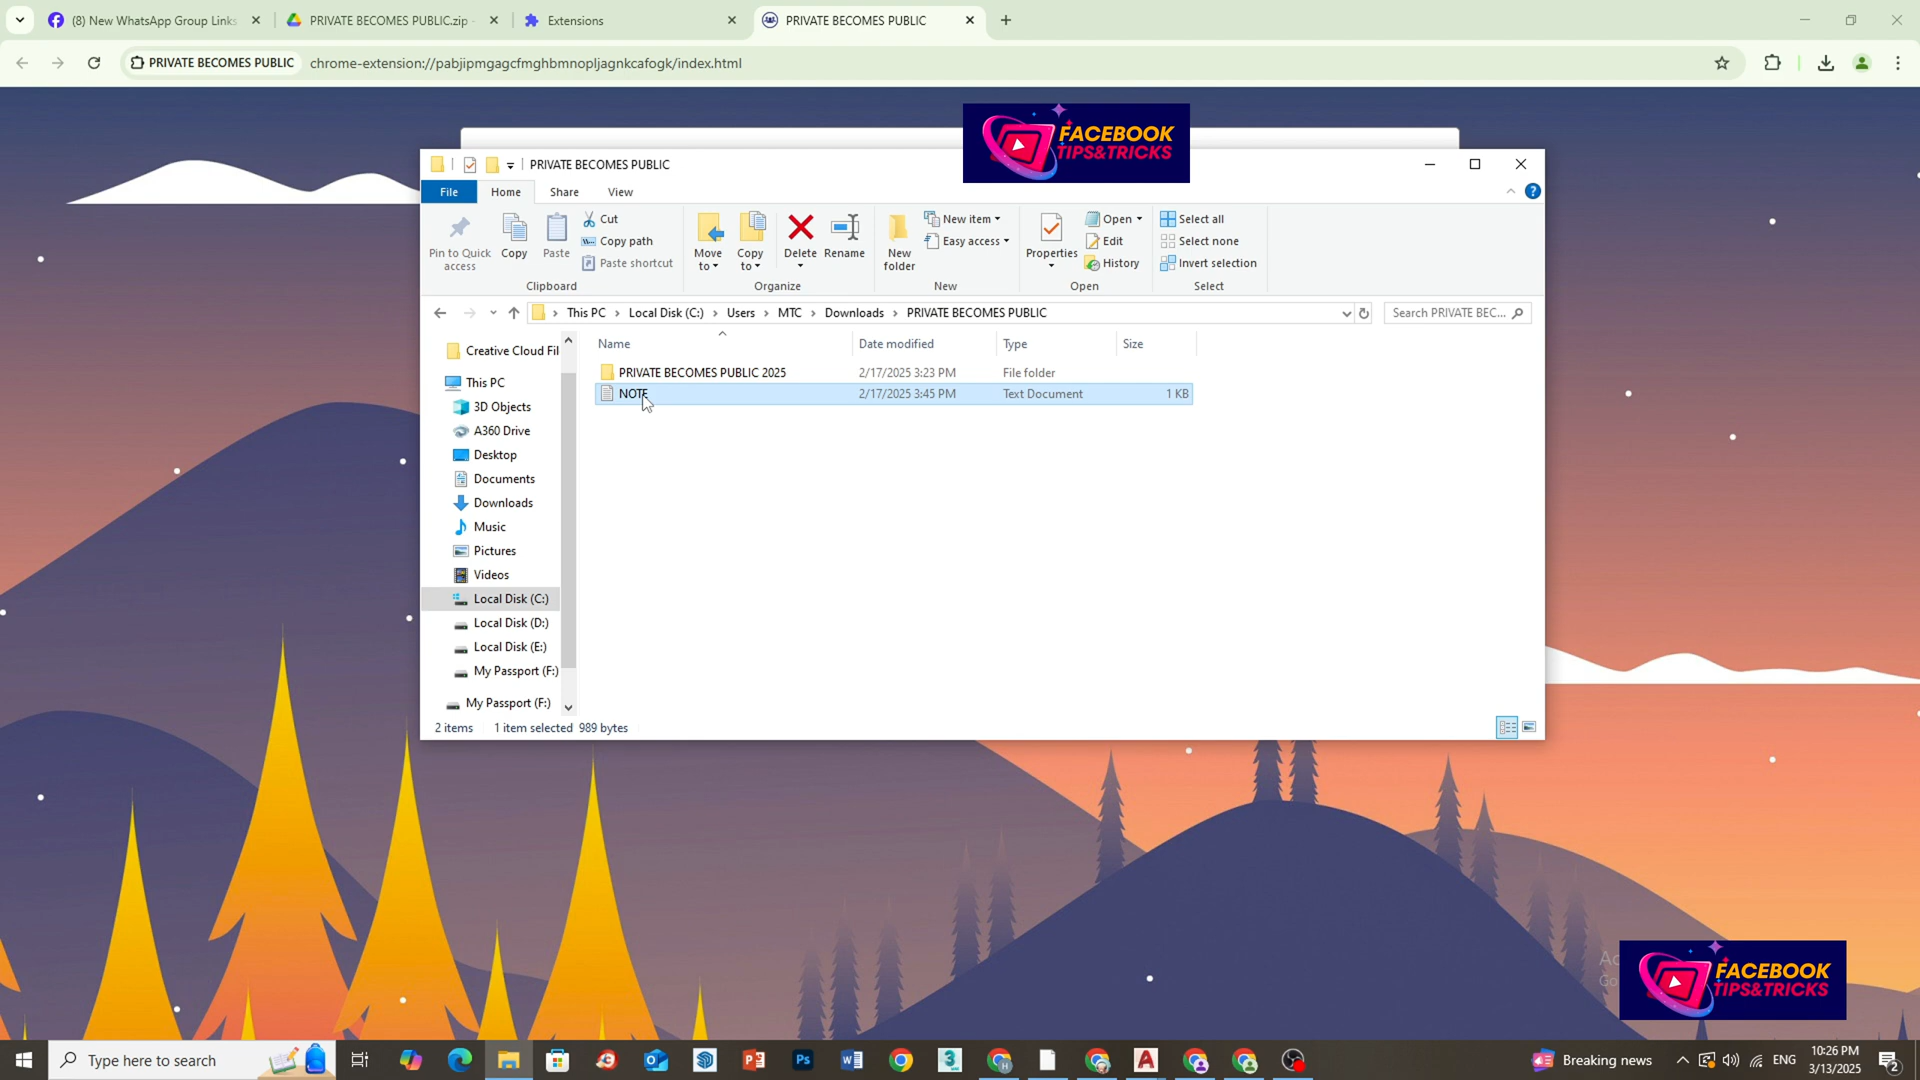 (8) New WhatsApp Group Links
PRIVATE BECOMES PUBLIC.zip
Extensions
PRIVATE BECOMES PUBLIC
PRIVATE BECOMES PUBLIC
chrome-extension://pabjipmgagcfmghbmnopljagnkcafogk/index.html
FACEBOOK
TIPS&TRICKS
PRIVATE BECOMES PUBLIC
File
Home
Share
View
Pin to Quick
access
Copy
Paste
Cut
Copy path
Paste shortcut
Clipboard
Move
to
Copy
to
Delete
Rename
Organize
New
folder
New item
Easy access
New
Properties
Open
Edit
History
Open
Select all
Select none
Invert selection
Select
This PC
Local Disk (C:)
Users
MTC
Downloads
PRIVATE BECOMES PUBLIC
Search PRIVATE BEC...
Name
Date modified
Type
Size
PRIVATE BECOMES PUBLIC 2025
2/17/2025 3:23 PM
File folder
NOTE
2/17/2025 3:45 PM
Text Document
1 KB
Creative Cloud Fil
This PC
3D Objects
A360 Drive
Desktop
Documents
Downloads
Music
Pictures
Videos
Local Disk (C:)
Local Disk (D:)
Local Disk (E:)
My Passport (F:)
My Passport (F:)
2 items
1 item selected 989 bytes
FACEBOOK
TIPS&TRICKS
Type here to search
Breaking news
ENG
10:26 PM
3/13/2025
2